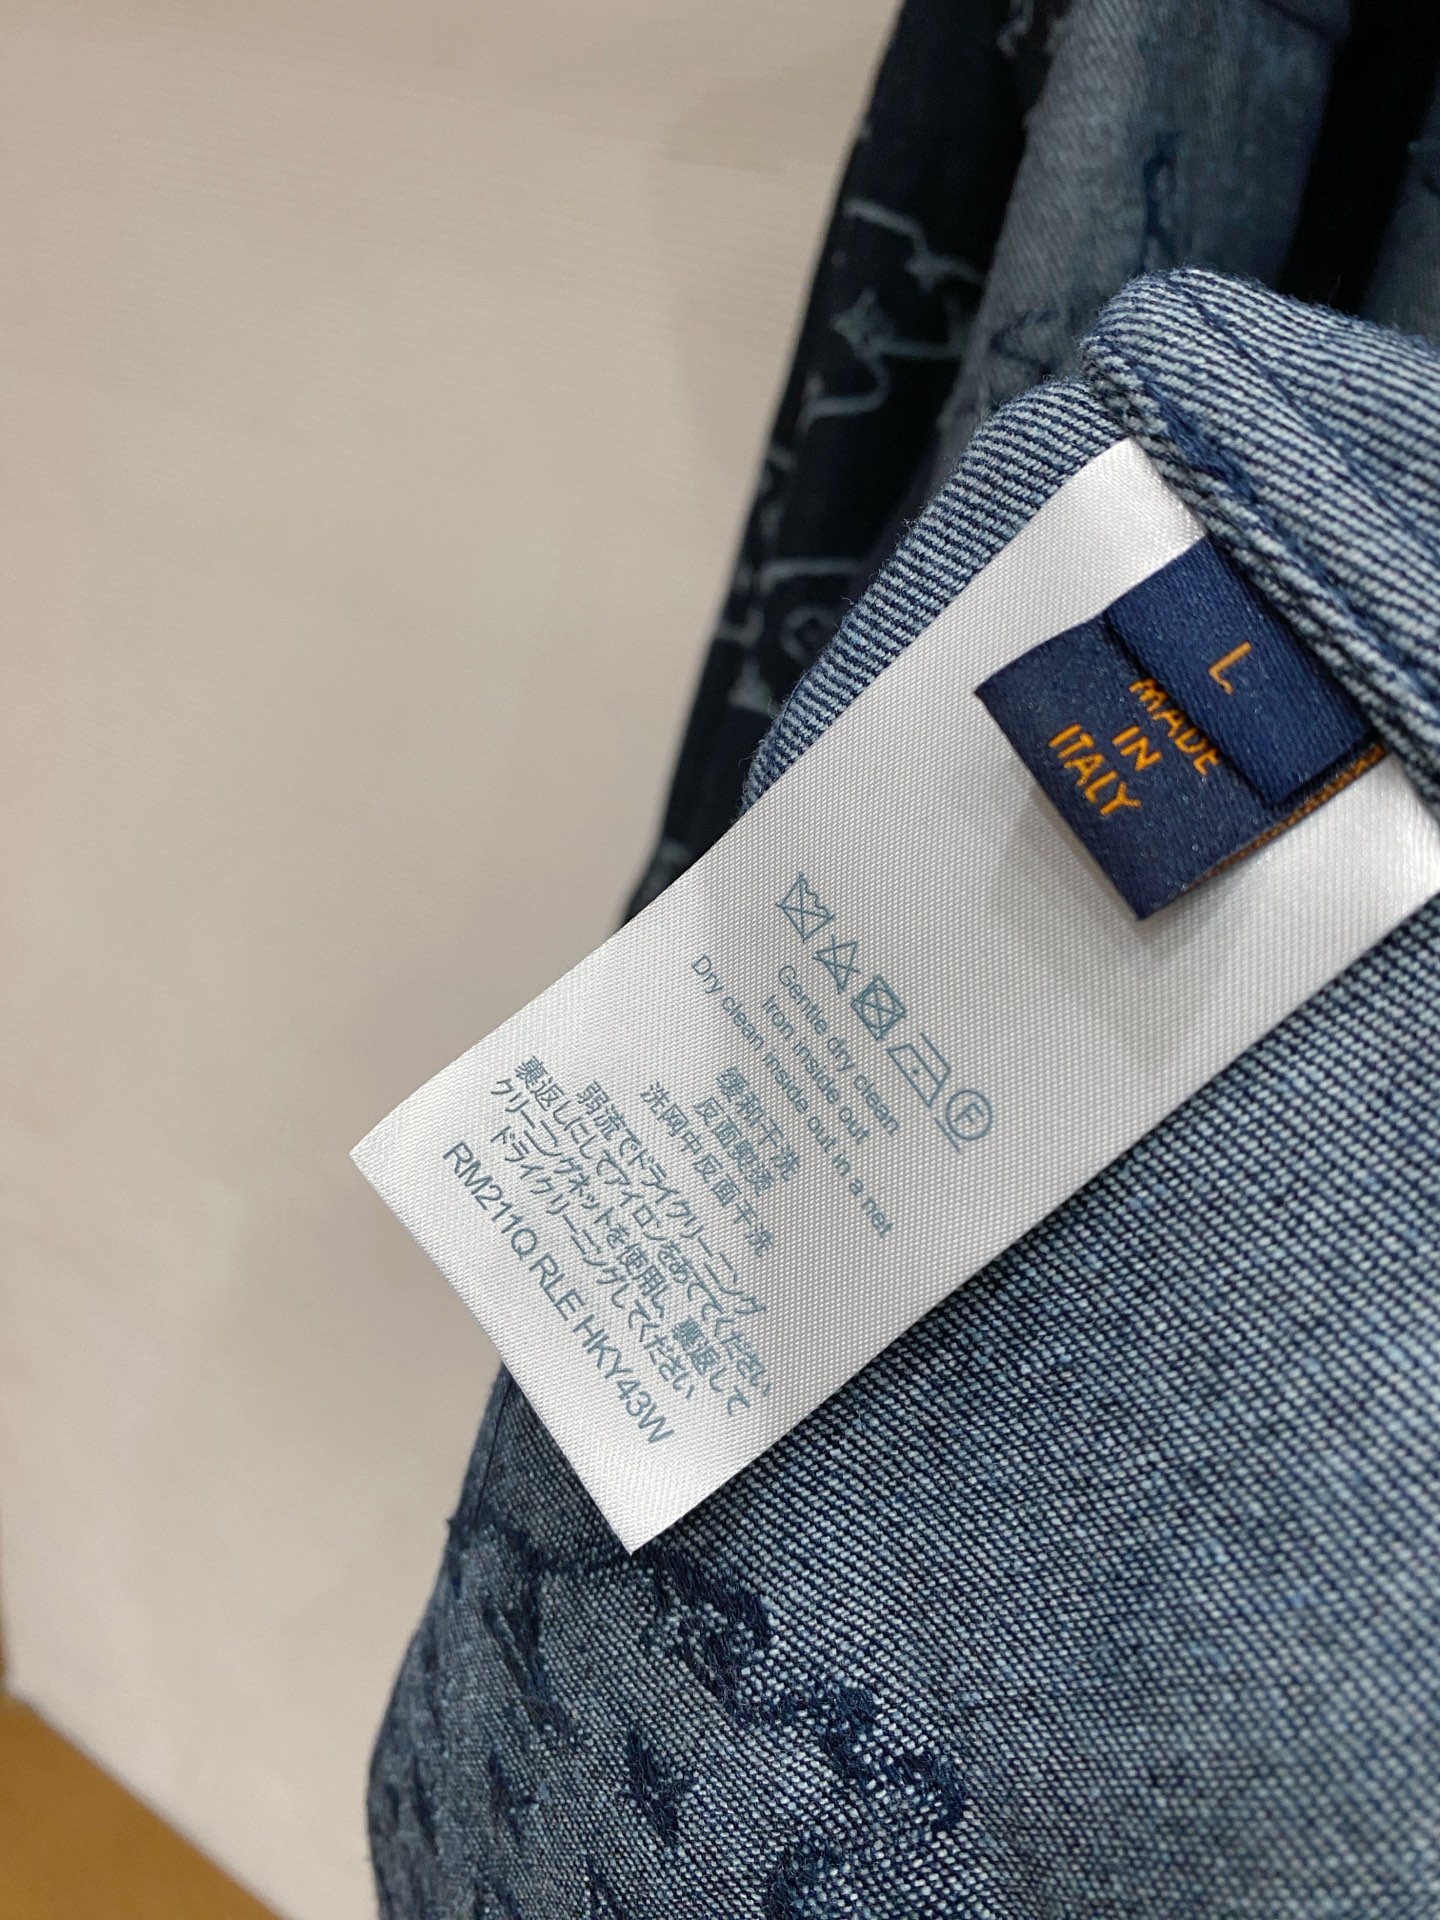 L
MADE
IN
ITALY
F
Gentle dry clean
Iron inside out
Dry clean inside out in a net
缓和干洗
反面熨烫
洗网中反面干洗
弱流でドライクリーニング
裏返しにしてアイロンをあててください
クリーニングネットを使用し、裏返して
ドライクリーニングしてください
RM211Q RLE HKY43W